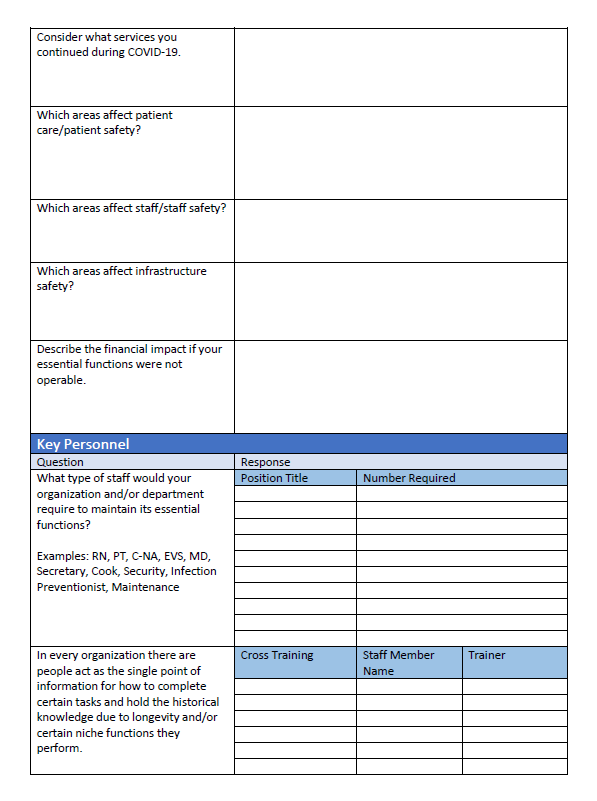 Consider what services you
continued during COVID-19.
Which areas affect patient
care/patient safety?
Which areas affect staff/staff safety?
Which areas affect infrastructure
safety?
Describe the financial impact if your
essential functions were not
operable.
Key Personnel
Question Response
What type of staff would your
organization and/or department
require to maintain its essential
functions?
Examples: RN, PT, C-NA, EVS, MD,
Secretary, Cook, Security, Infection
Preventionist, Maintenance
Position Title Number Required
In every organization there are
people act as the single point of
information for how to complete
certain tasks and hold the historical
knowledge due to longevity and/or
certain niche functions they
perform.
Cross Training Staff Member Trainer
Name